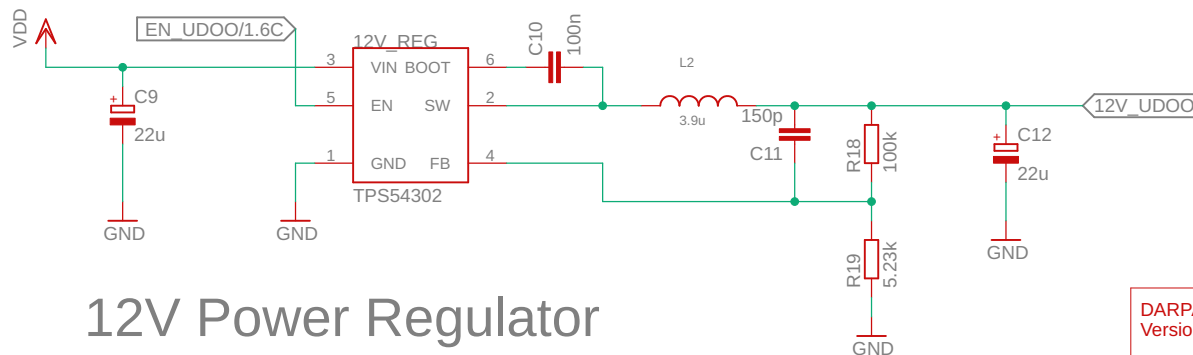 VDD
EN_UDOO/1.6C
12V_REG
3
VIN
BOOT
6
5
EN
SW
2
1
GND
FB
4
TPS54302
C9
22u
GND
GND
C10
100n
L2
3.9u
150p
C11
R18
100k
R19
5.23k
GND
C12
22u
GND
12V_UDOO
12V Power Regulator
DARPA
Versio